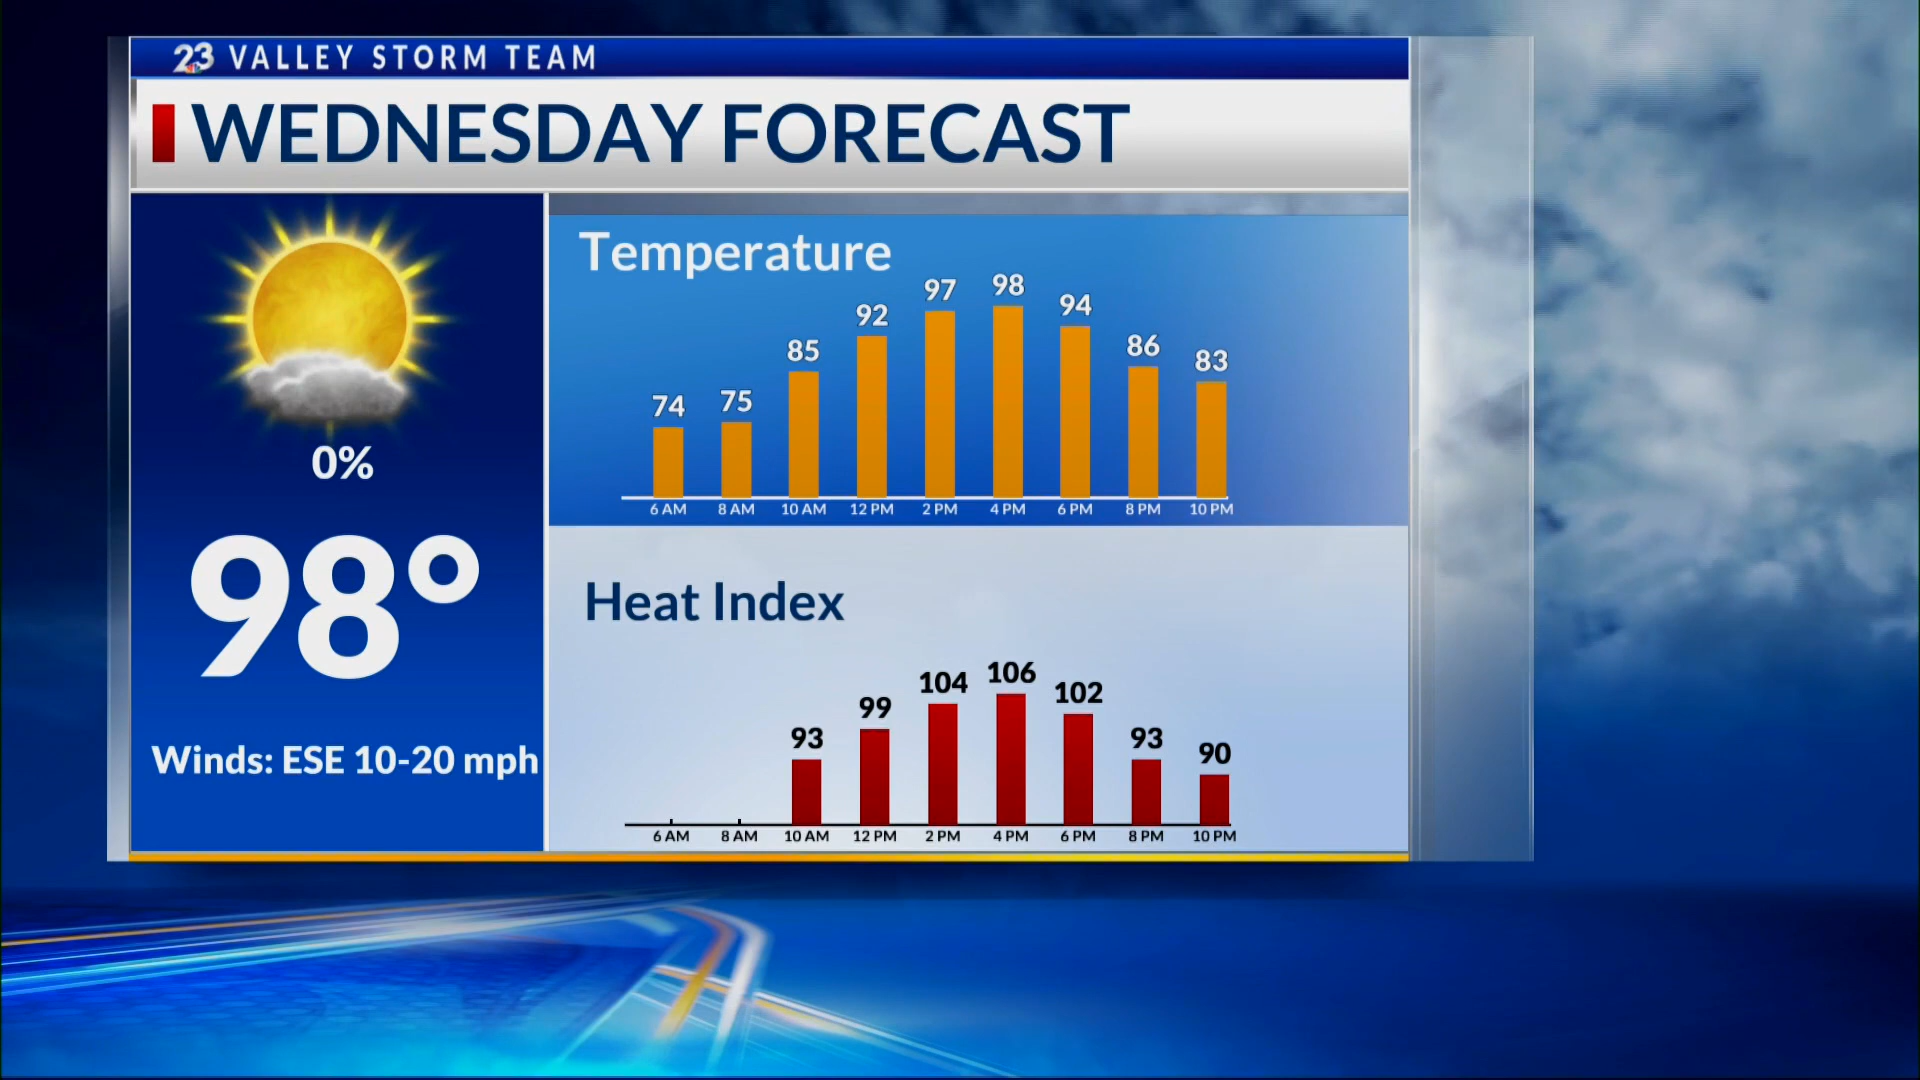 23 VALLEY STORM TEAM
WEDNESDAY FORECAST
0%
98°
Winds: ESE 10-20 mph
Temperature
74 75 85 92 97 98 94 86 83
6 AM 8 AM 10 AM 12 PM 2 PM 4 PM 6 PM 8 PM 10 PM
Heat Index
93 99 104 106 102 93 90
6 AM 8 AM 10 AM 12 PM 2 PM 4 PM 6 PM 8 PM 10 PM